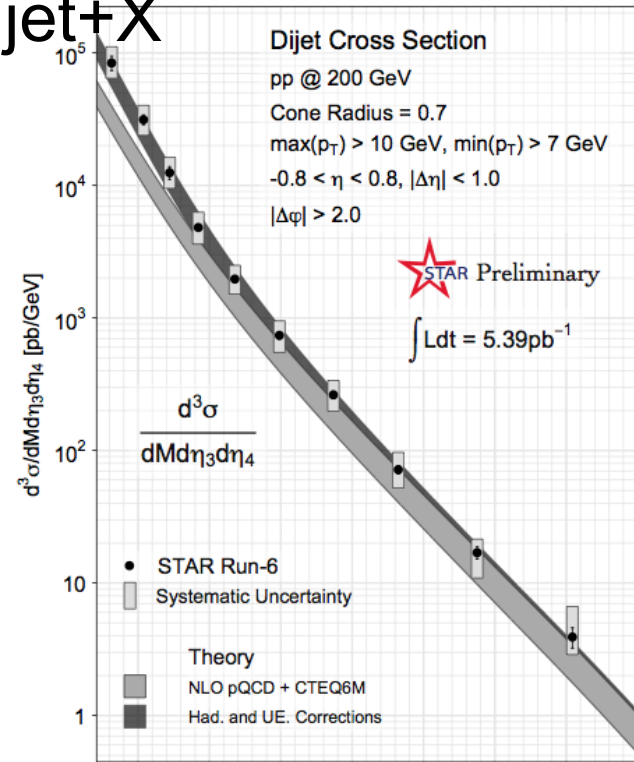 jet+X
Dijet Cross Section
pp @ 200 GeV
Cone Radius = 0.7
max(p_T) > 10 GeV, min(p_T) > 7 GeV
-0.8 < η < 0.8, |Δη| < 1.0
|Δφ| > 2.0
STAR Preliminary
∫Ldt = 5.39pb⁻¹
d³σ/dMdη₃dη₄ [pb/GeV]
10⁵
10⁴
10³
10²
10
1
d³σ
dMdη₃dη₄
STAR Run-6
Systematic Uncertainty
Theory
NLO pQCD + CTEQ6M
Had. and UE. Corrections